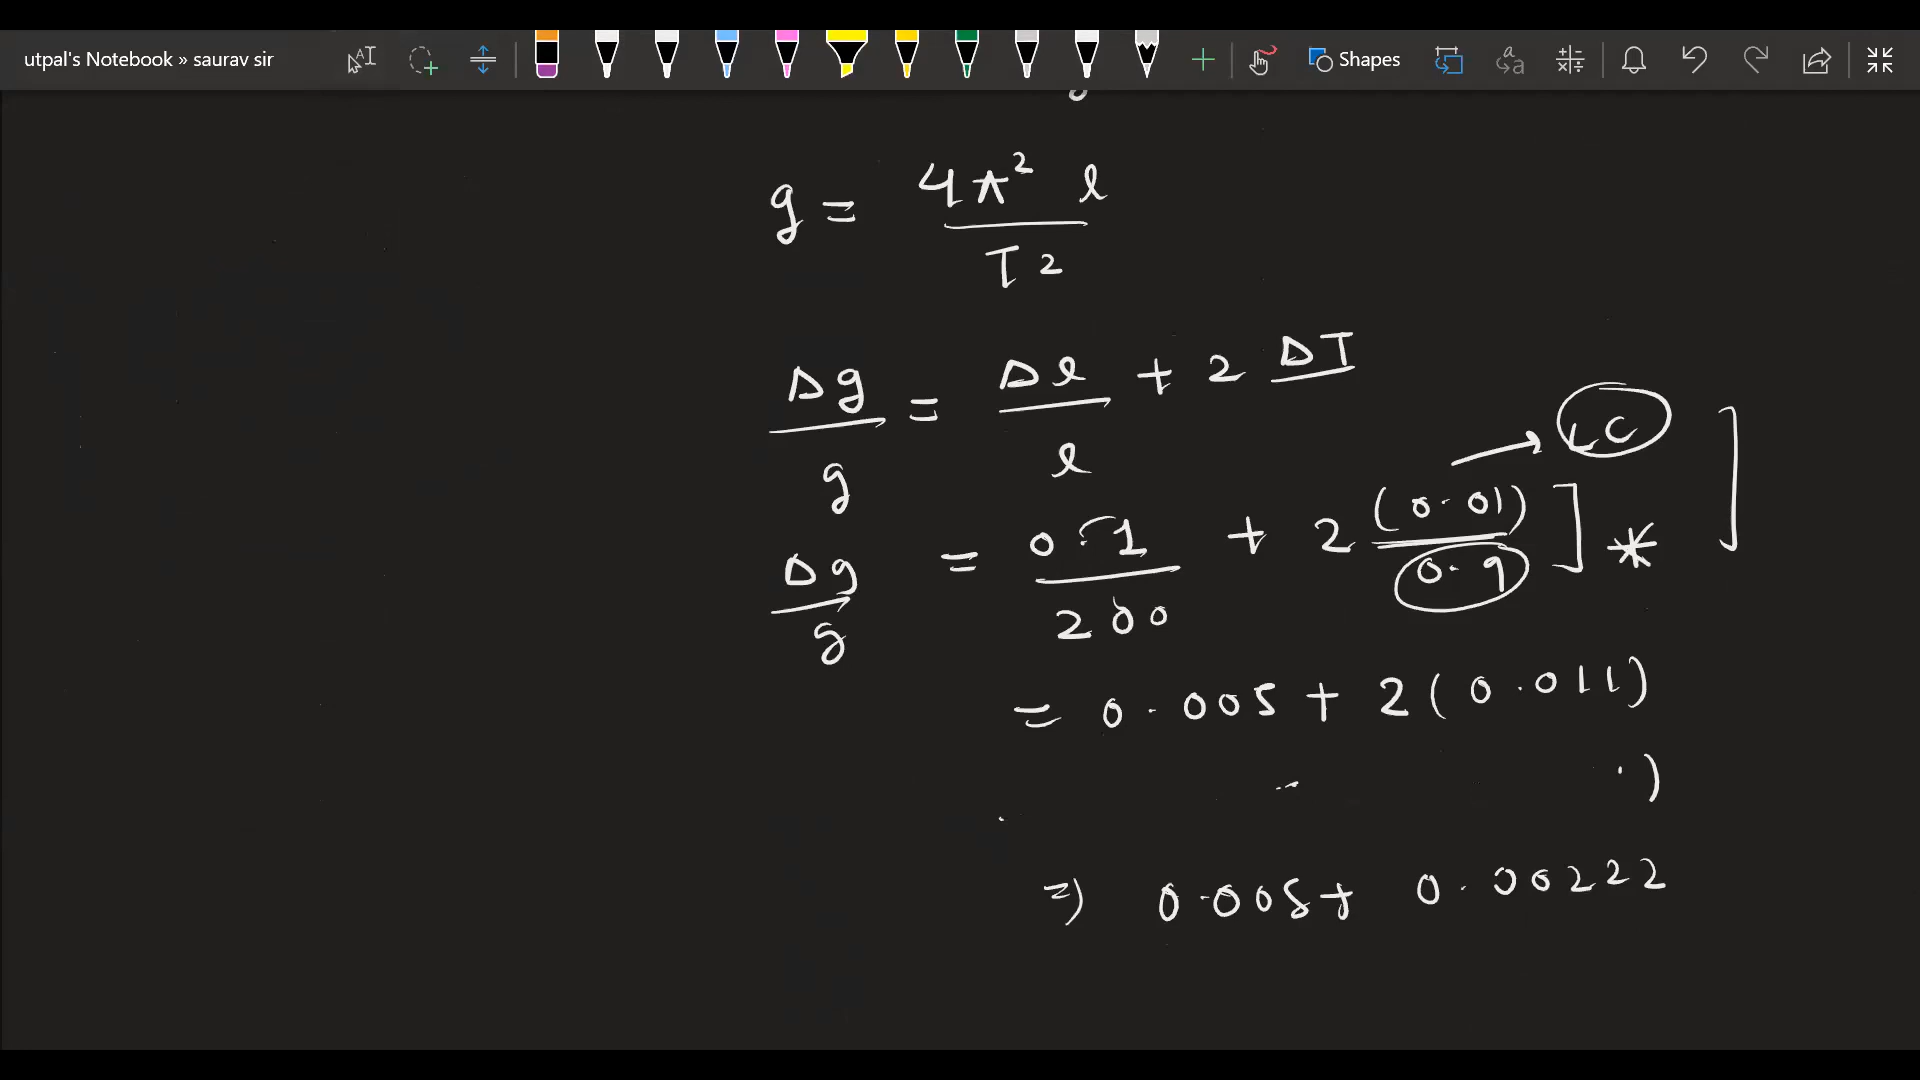 utpal's Notebook » saurav sir
Shapes
g = 4π² l / T²
Δg / g = Δl / l + 2 ΔT
LC ]
Δg / g = 0.1 / 200 + 2 (0.01) / 0.9 ] *
= 0.005 + 2 (0.011)
)
⇒ 0.005 + 0.00222